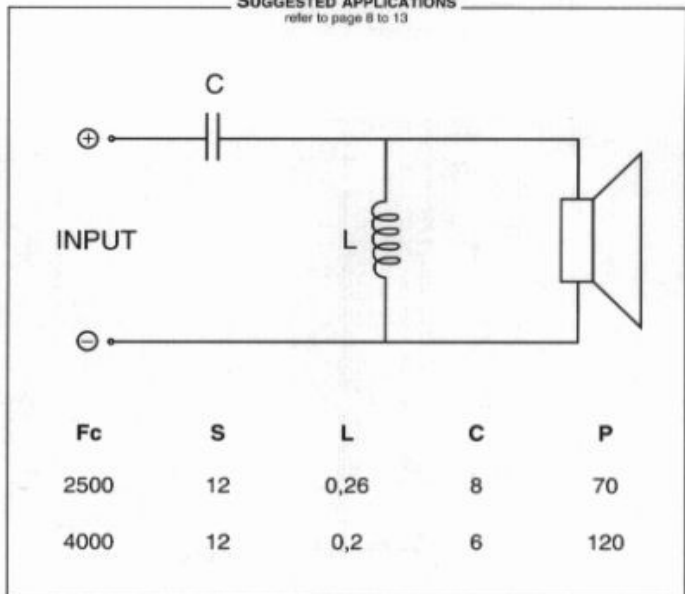 SUGGESTED APPLICATIONS
refer to page 8 to 13
C
+
INPUT
L
−
Fc S L C P
2500 12 0,26 8 70
4000 12 0,2 6 120